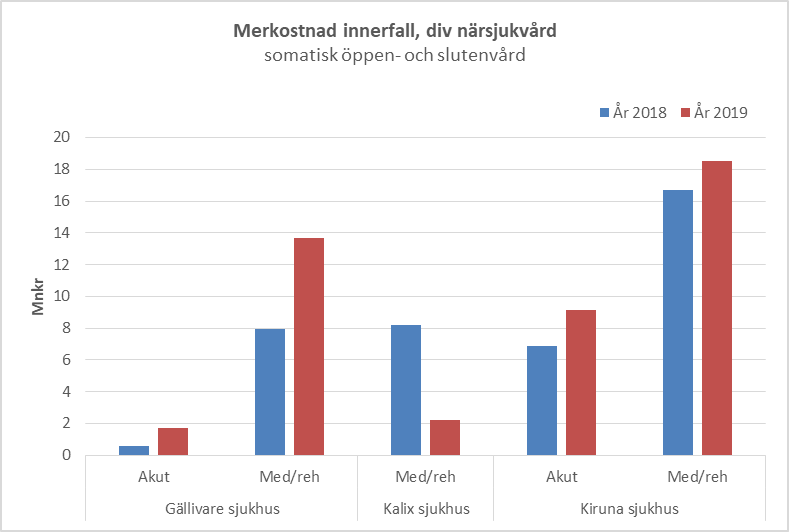 Merkostnad innerfall, div närsjukvård
somatisk öppen- och slutenvård
År 2018 År 2019
20
18
16
14
12
10
8
6
4
2
0
Mnkr
Akut Med/reh Med/reh Akut Med/reh
Gällivare sjukhus Kalix sjukhus Kiruna sjukhus